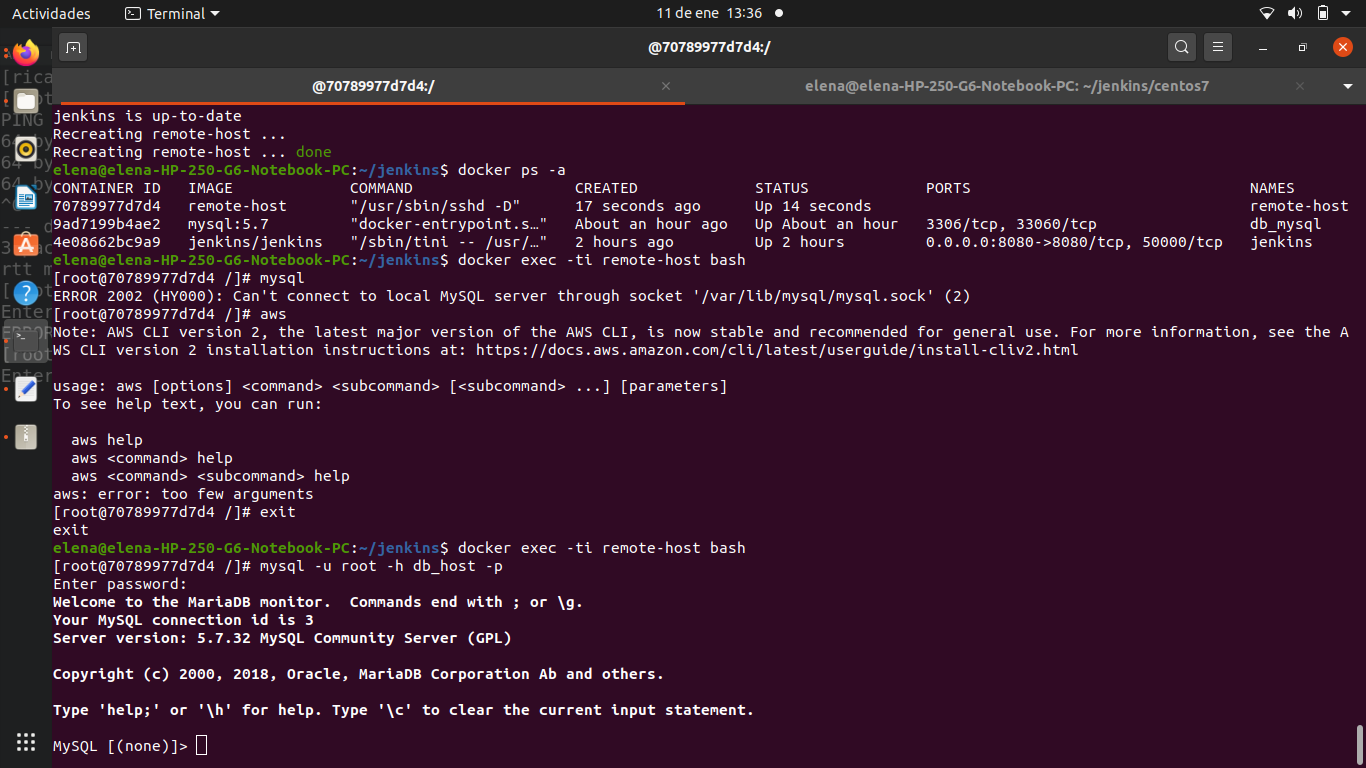 Actividades Terminal 11 de ene 13:36
@70789977d7d4:/
@70789977d7d4:/ elena@elena-HP-250-G6-Notebook-PC: ~/jenkins/centos7
jenkins is up-to-date
Recreating remote-host ...
Recreating remote-host ... done
elena@elena-HP-250-G6-Notebook-PC:~/jenkins$ docker ps -a
CONTAINER ID IMAGE COMMAND CREATED STATUS PORTS NAMES
70789977d7d4 remote-host "/usr/sbin/sshd -D" 17 seconds ago Up 14 seconds remote-host
9ad7199b4ae2 mysql:5.7 "docker-entrypoint.s…" About an hour ago Up About an hour 3306/tcp, 33060/tcp db_mysql
4e08662bc9a9 jenkins/jenkins "/sbin/tini -- /usr/…" 2 hours ago Up 2 hours 0.0.0.0:8080->8080/tcp, 50000/tcp jenkins
elena@elena-HP-250-G6-Notebook-PC:~/jenkins$ docker exec -ti remote-host bash
[root@70789977d7d4 /]# mysql
ERROR 2002 (HY000): Can't connect to local MySQL server through socket '/var/lib/mysql/mysql.sock' (2)
[root@70789977d7d4 /]# aws
Note: AWS CLI version 2, the latest major version of the AWS CLI, is now stable and recommended for general use. For more information, see the A
WS CLI version 2 installation instructions at: https://docs.aws.amazon.com/cli/latest/userguide/install-cliv2.html
usage: aws [options] <command> <subcommand> [<subcommand> ...] [parameters]
To see help text, you can run:
aws help
aws <command> help
aws <command> <subcommand> help
aws: error: too few arguments
[root@70789977d7d4 /]# exit
exit
elena@elena-HP-250-G6-Notebook-PC:~/jenkins$ docker exec -ti remote-host bash
[root@70789977d7d4 /]# mysql -u root -h db_host -p
Enter password:
Welcome to the MariaDB monitor.  Commands end with ; or \g.
Your MySQL connection id is 3
Server version: 5.7.32 MySQL Community Server (GPL)
Copyright (c) 2000, 2018, Oracle, MariaDB Corporation Ab and others.
Type 'help;' or '\h' for help. Type '\c' to clear the current input statement.
MySQL [(none)]>